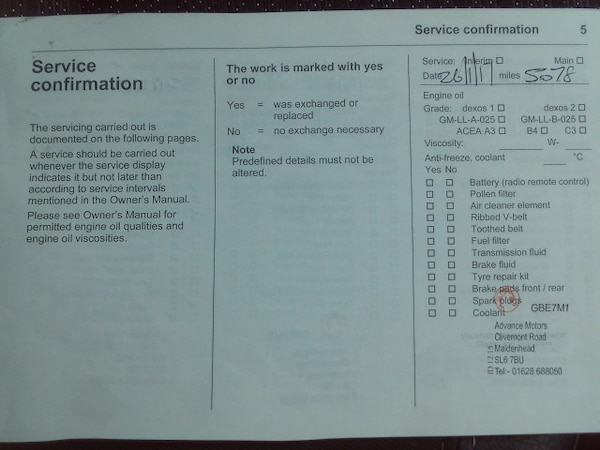 Service confirmation 5
Service
confirmation
The servicing carried out is
documented on the following pages.
A service should be carried out
whenever the service display
indicates it but not later than
according to service intervals
mentioned in the Owner's Manual.
Please see Owner's Manual for
permitted engine oil qualities and
engine oil viscosities.
The work is marked with yes
or no
Yes = was exchanged or
replaced
No = no exchange necessary
Note
Predefined details must not be
altered.
Service: Interim Main
Date 26/1/11 miles 5078
Engine oil
Grade: dexos 1 dexos 2
GM-LL-A-025 GM-LL-B-025
ACEA A3 B4 C3
Viscosity: W-
Anti-freeze, coolant °C
Yes No
Battery (radio remote control)
Pollen filter
Air cleaner element
Ribbed V-belt
Toothed belt
Fuel filter
Transmission fluid
Brake fluid
Tyre repair kit
Brake pads front / rear
Spark plugs
Coolant GBE7M1
Advance Motors
Clivemont Road
Maidenhead
SL6 7BU
Tel:- 01628 688050